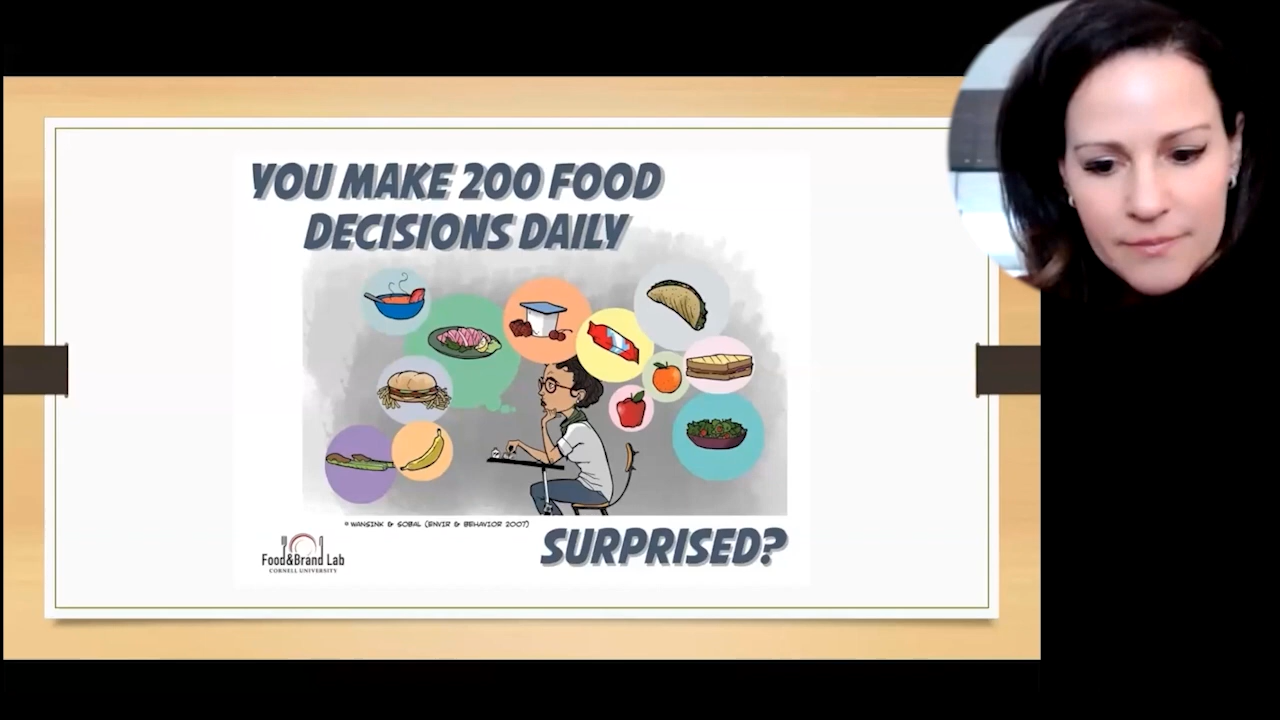 YOU MAKE 200 FOOD
DECISIONS DAILY
* WANSINK & SOBAL (ENVIR & BEHAVIOR 2007)
SURPRISED?
Food&Brand Lab
CORNELL UNIVERSITY